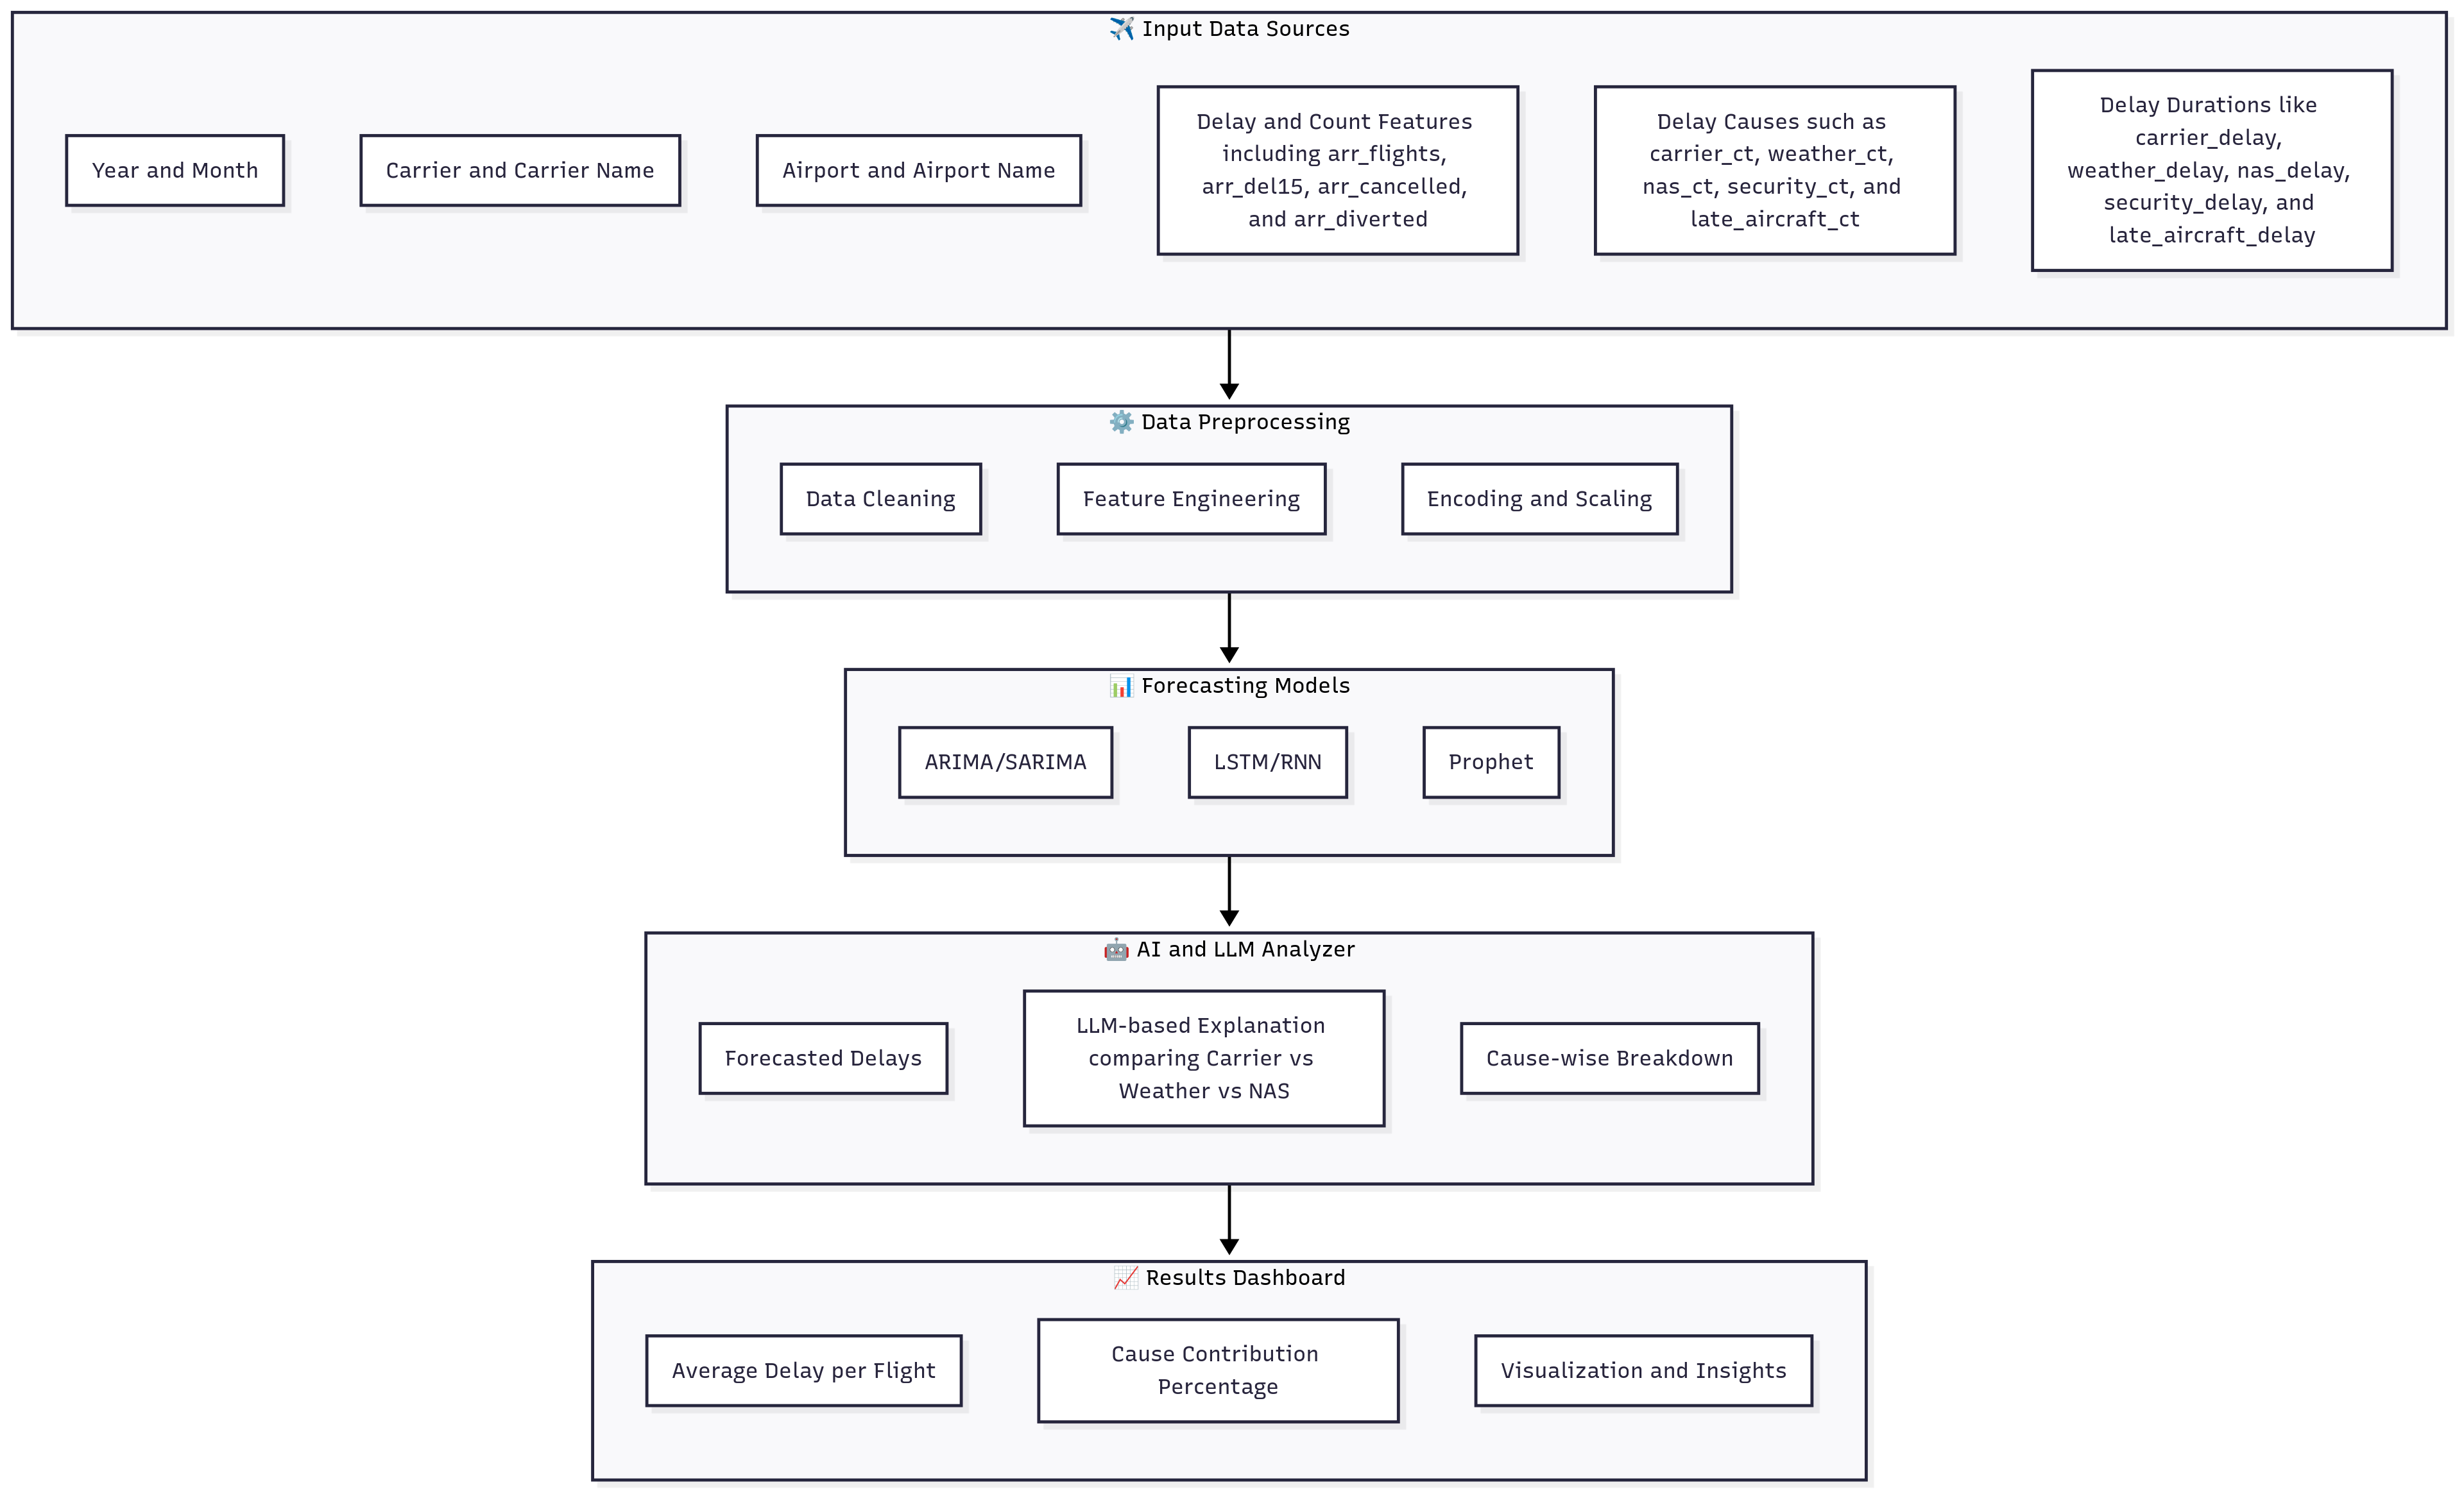 ✈️ Input Data Sources
Year and Month
Carrier and Carrier Name
Airport and Airport Name
Delay and Count Features
including arr_flights,
arr_del15, arr_cancelled,
and arr_diverted
Delay Causes such as
carrier_ct, weather_ct,
nas_ct, security_ct, and
late_aircraft_ct
Delay Durations like
carrier_delay,
weather_delay, nas_delay,
security_delay, and
late_aircraft_delay
⚙️ Data Preprocessing
Data Cleaning
Feature Engineering
Encoding and Scaling
📊 Forecasting Models
ARIMA/SARIMA
LSTM/RNN
Prophet
🤖 AI and LLM Analyzer
Forecasted Delays
LLM-based Explanation
comparing Carrier vs
Weather vs NAS
Cause-wise Breakdown
📈 Results Dashboard
Average Delay per Flight
Cause Contribution
Percentage
Visualization and Insights